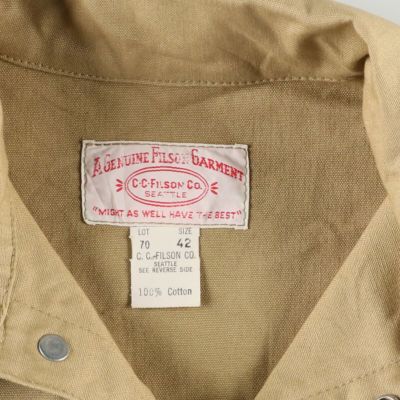 A GENUINE FILSON GARMENT
C·C·FILSON CO.
SEATTLE
"MIGHT AS WELL HAVE THE BEST"
LOT SIZE
70 42
C. C. FILSON CO.
SEATTLE
SEE REVERSE SIDE
100% Cotton